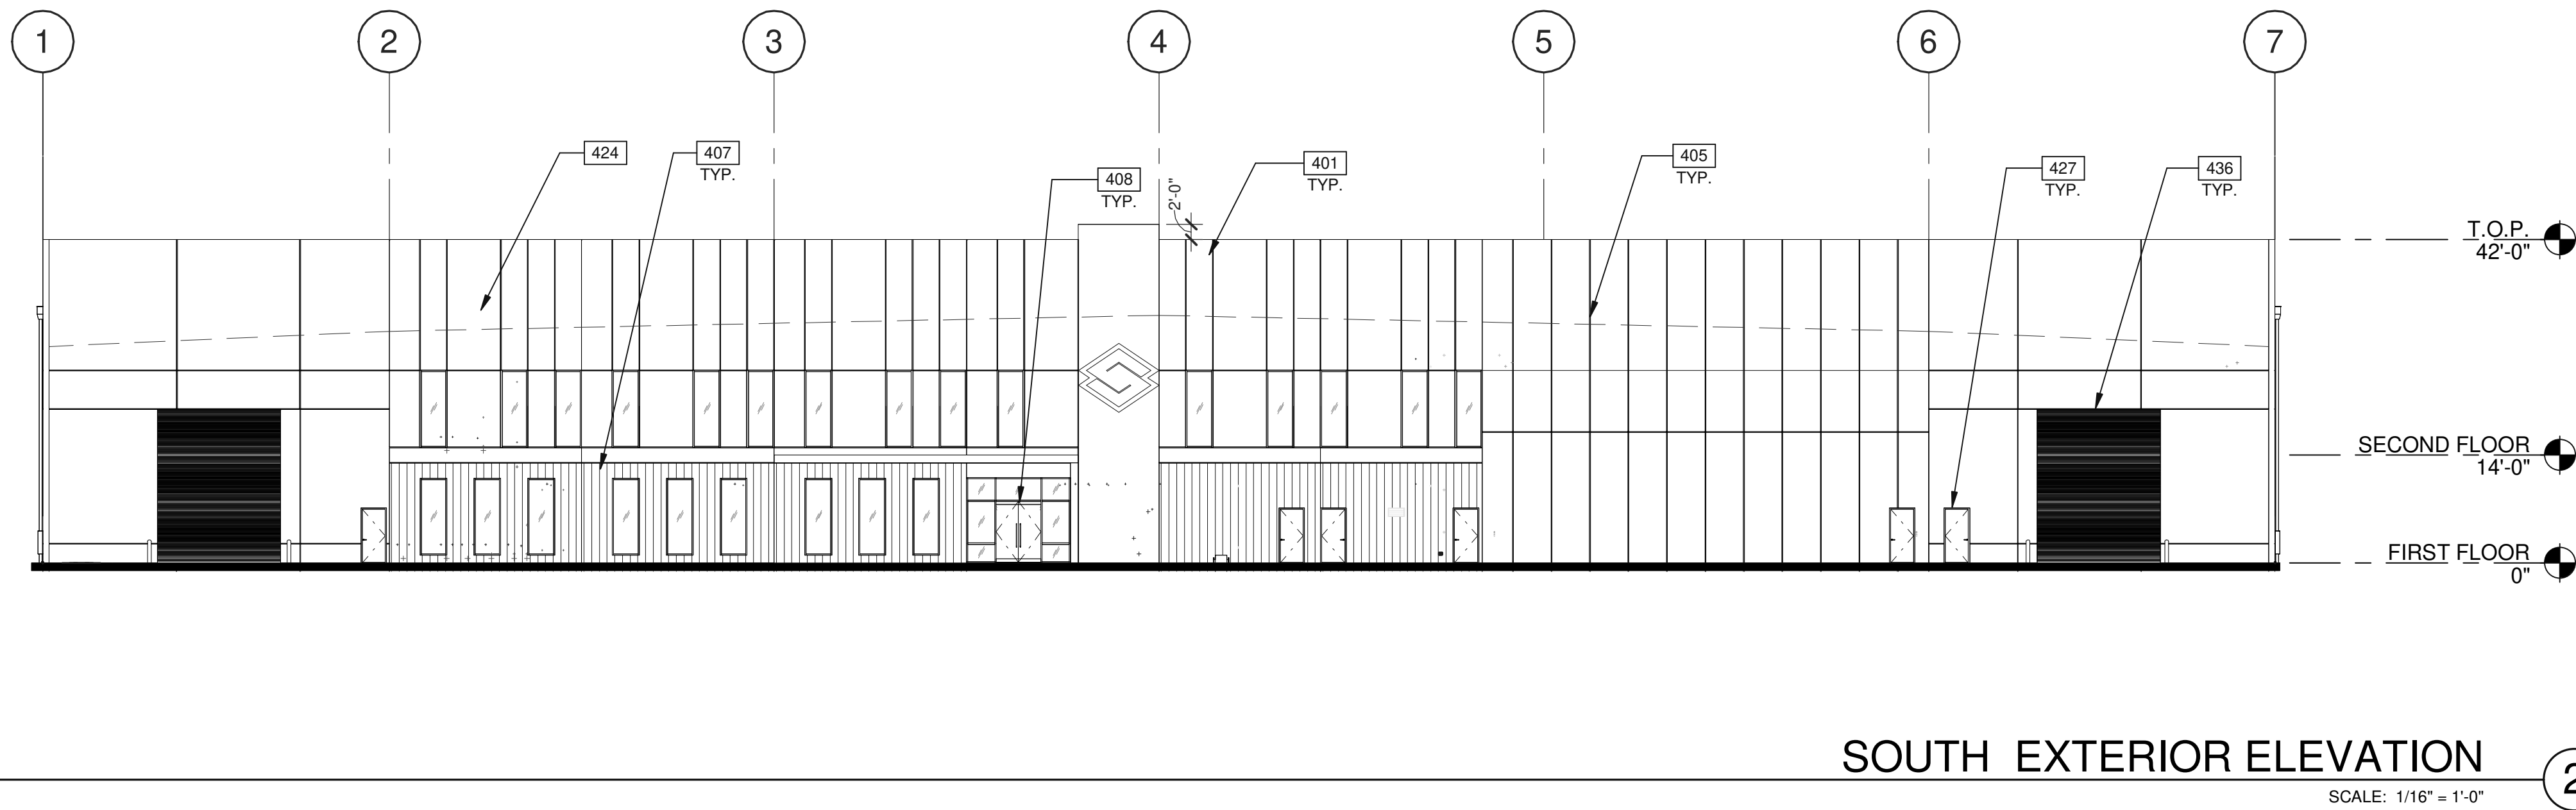 1 2 3 4 5 6 7
424
407
TYP.
408
TYP.
2'-0"
401
TYP.
405
TYP.
427
TYP.
436
TYP.
T.O.P.
42'-0"
SECOND FLOOR
14'-0"
FIRST FLOOR
0"
SOUTH EXTERIOR ELEVATION
2
SCALE: 1/16" = 1'-0"